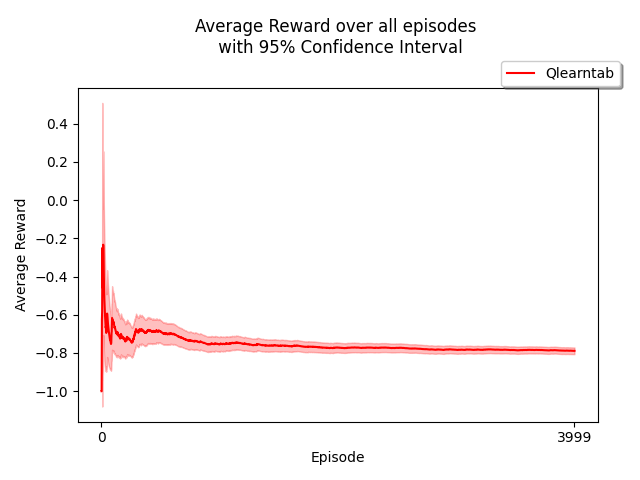 Average Reward over all episodes
with 95% Confidence Interval
Qlearntab
0.4
0.2
0.0
−0.2
−0.4
−0.6
−0.8
−1.0
Average Reward
0
3999
Episode